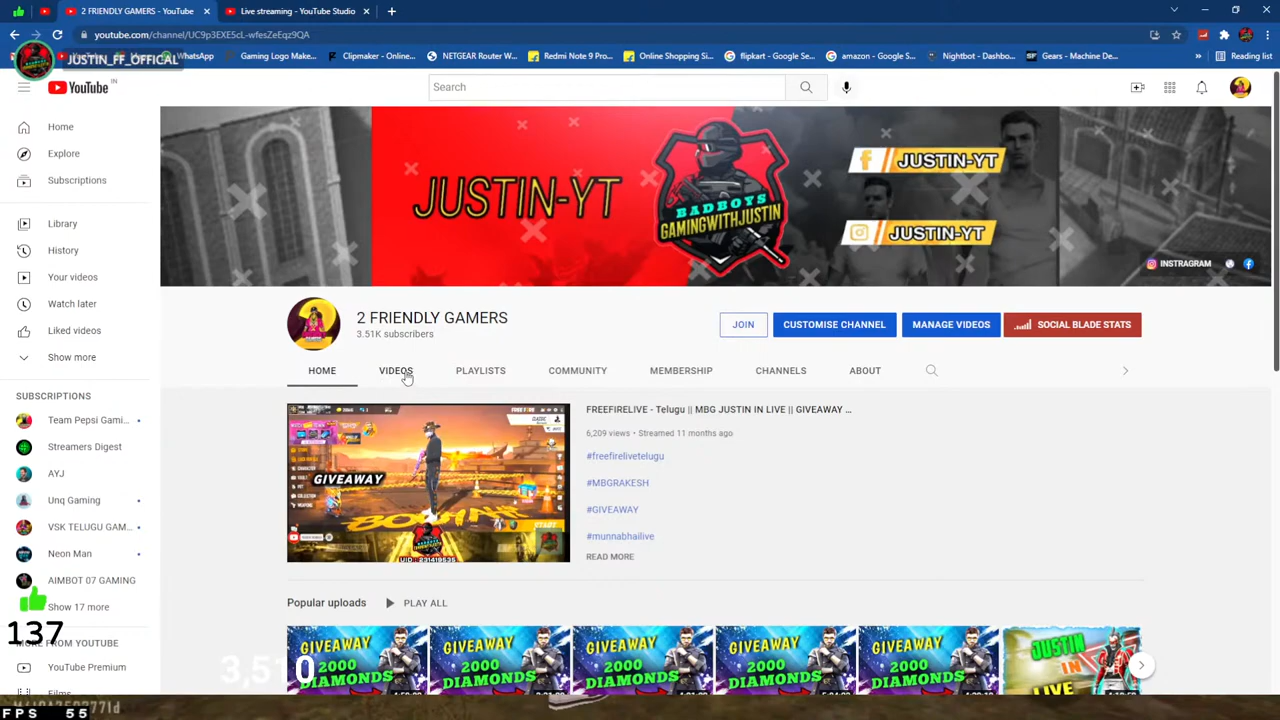 2 FRIENDLY GAMERS - YouTube
Live streaming - YouTube Studio
youtube.com/channel/UC9p3EXE5cL-wfesZeEqz9QA
JUSTIN_FF_OFFICAL
WhatsApp
Gaming Logo Make...
Clipmaker - Online...
NETGEAR Router W...
Redmi Note 9 Pro...
Online Shopping Si...
flipkart - Google S...
amazon - Google S...
Nightbot - Dashbo...
Gears - Machine De...
Reading list
YouTube IN
Search
Home
Explore
Subscriptions
Library
History
Your videos
Watch later
Liked videos
Show more
SUBSCRIPTIONS
Team Pepsi Gami...
Streamers Digest
AYJ
Unq Gaming
VSK TELUGU GAM...
Neon Man
AIMBOT 07 GAMING
Show 17 more
137
MORE FROM YOUTUBE
YouTube Premium
Films
FPS 55
JUSTIN-YT
BADBOYS
GAMINGWITHJUSTIN
JUSTIN-YT
JUSTIN-YT
INSTRAGRAM
2 FRIENDLY GAMERS
3.51K subscribers
JOIN
CUSTOMISE CHANNEL
MANAGE VIDEOS
SOCIAL BLADE STATS
HOME
VIDEOS
PLAYLISTS
COMMUNITY
MEMBERSHIP
CHANNELS
ABOUT
GIVEAWAY
UID : 231419535
FREEFIRELIVE - Telugu || MBG JUSTIN IN LIVE || GIVEAWAY ...
6,209 views • Streamed 11 months ago
#freefirelivetelugu
#MBGRAKESH
#GIVEAWAY
#munnabhailive
READ MORE
Popular uploads
PLAY ALL
GIVEAWAY 2000 DIAMONDS
GIVEAWAY 2000 DIAMONDS
GIVEAWAY 2000 DIAMONDS
GIVEAWAY 2000 DIAMONDS
GIVEAWAY 2000 DIAMONDS
JUSTIN IN LIVE
3,510